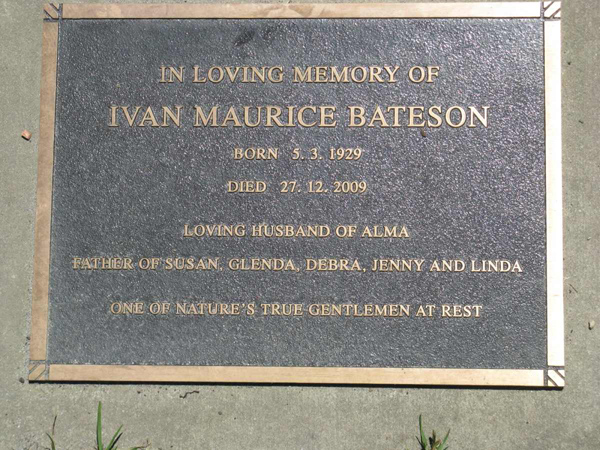 IN LOVING MEMORY OF
IVAN MAURICE BATESON
BORN 5. 3. 1929
DIED 27. 12. 2009
LOVING HUSBAND OF ALMA
FATHER OF SUSAN, GLENDA, DEBRA, JENNY AND LINDA
ONE OF NATURE'S TRUE GENTLEMEN AT REST